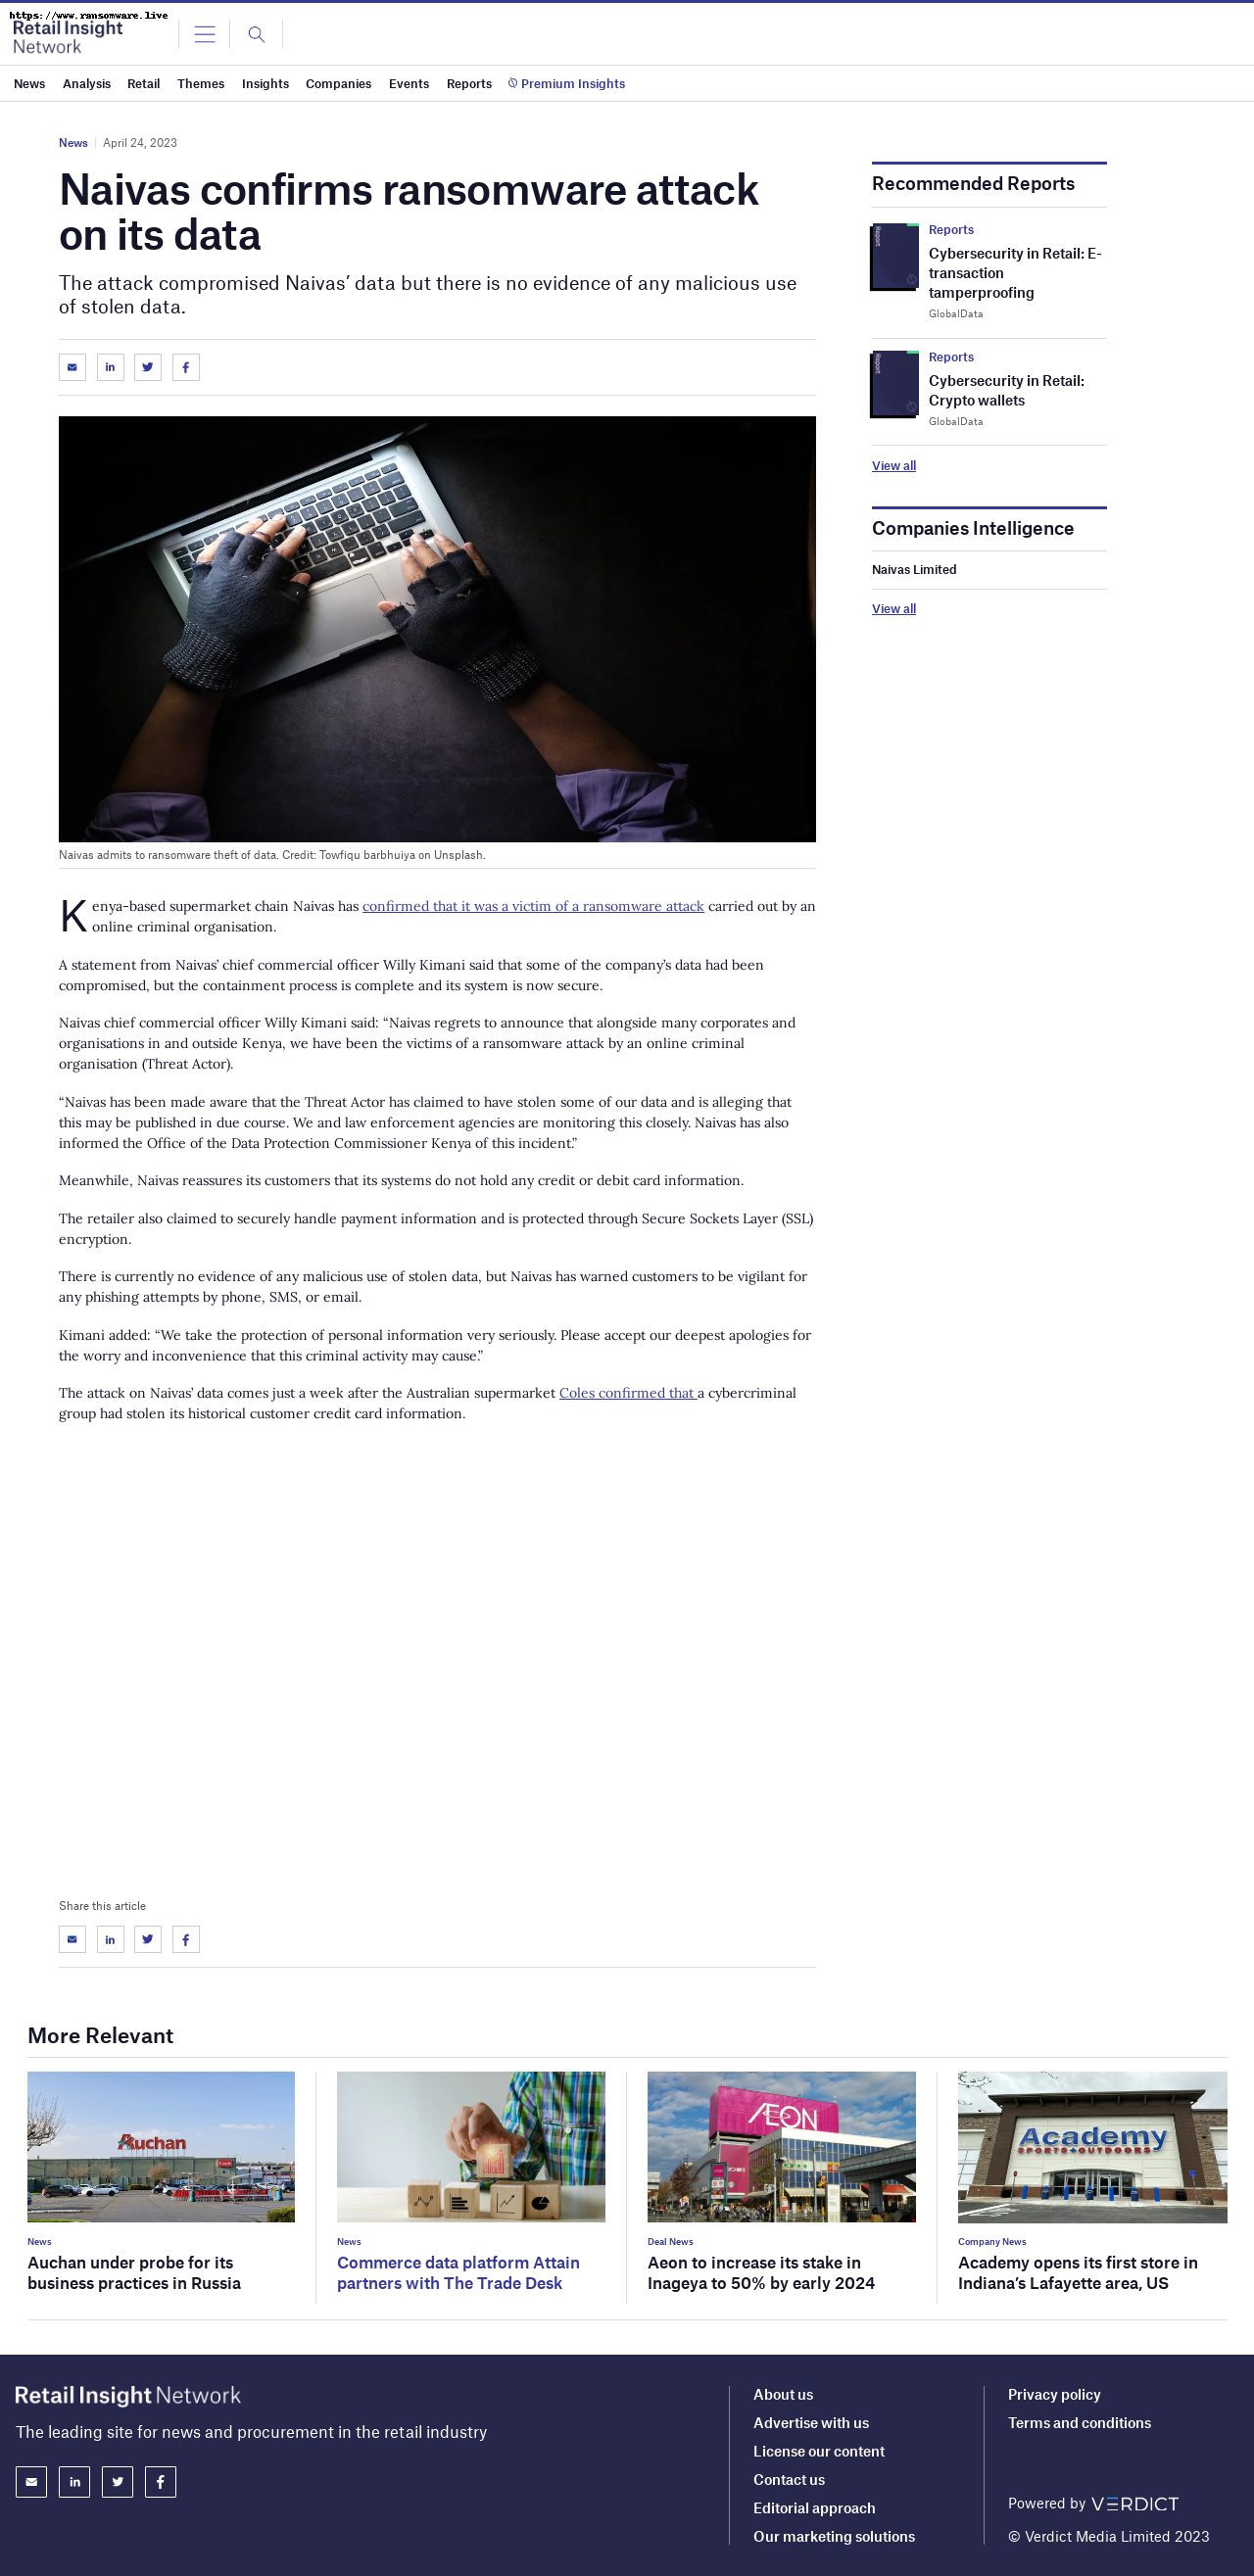 https://www.ransomware.live
Retail Insight
Network
News Analysis Retail Themes Insights Companies Events Reports Premium Insights
News April 24, 2023
Naivas confirms ransomware attack
on its data
The attack compromised Naivas’ data but there is no evidence of any malicious use
of stolen data.
Naivas admits to ransomware theft of data. Credit: Towfiqu barbhuiya on Unsplash.
Kenya-based supermarket chain Naivas has confirmed that it was a victim of a ransomware attack carried out by an
online criminal organisation.
A statement from Naivas’ chief commercial officer Willy Kimani said that some of the company’s data had been
compromised, but the containment process is complete and its system is now secure.
Naivas chief commercial officer Willy Kimani said: “Naivas regrets to announce that alongside many corporates and
organisations in and outside Kenya, we have been the victims of a ransomware attack by an online criminal
organisation (Threat Actor).
“Naivas has been made aware that the Threat Actor has claimed to have stolen some of our data and is alleging that
this may be published in due course. We and law enforcement agencies are monitoring this closely. Naivas has also
informed the Office of the Data Protection Commissioner Kenya of this incident.”
Meanwhile, Naivas reassures its customers that its systems do not hold any credit or debit card information.
The retailer also claimed to securely handle payment information and is protected through Secure Sockets Layer (SSL)
encryption.
There is currently no evidence of any malicious use of stolen data, but Naivas has warned customers to be vigilant for
any phishing attempts by phone, SMS, or email.
Kimani added: “We take the protection of personal information very seriously. Please accept our deepest apologies for
the worry and inconvenience that this criminal activity may cause.”
The attack on Naivas’ data comes just a week after the Australian supermarket Coles confirmed that a cybercriminal
group had stolen its historical customer credit card information.
Share this article
Recommended Reports
Report
Reports
Cybersecurity in Retail: E-
transaction
tamperproofing
GlobalData
Report
Reports
Cybersecurity in Retail:
Crypto wallets
GlobalData
View all
Companies Intelligence
Naivas Limited
View all
More Relevant
Auchan
News
Auchan under probe for its
business practices in Russia
News
Commerce data platform Attain
partners with The Trade Desk
ÆON
Deal News
Aeon to increase its stake in
Inageya to 50% by early 2024
Academy
SPORTS+OUTDOORS
Company News
Academy opens its first store in
Indiana’s Lafayette area, US
Retail Insight Network
The leading site for news and procurement in the retail industry
About us
Advertise with us
License our content
Contact us
Editorial approach
Our marketing solutions
Privacy policy
Terms and conditions
Powered by VERDICT
© Verdict Media Limited 2023